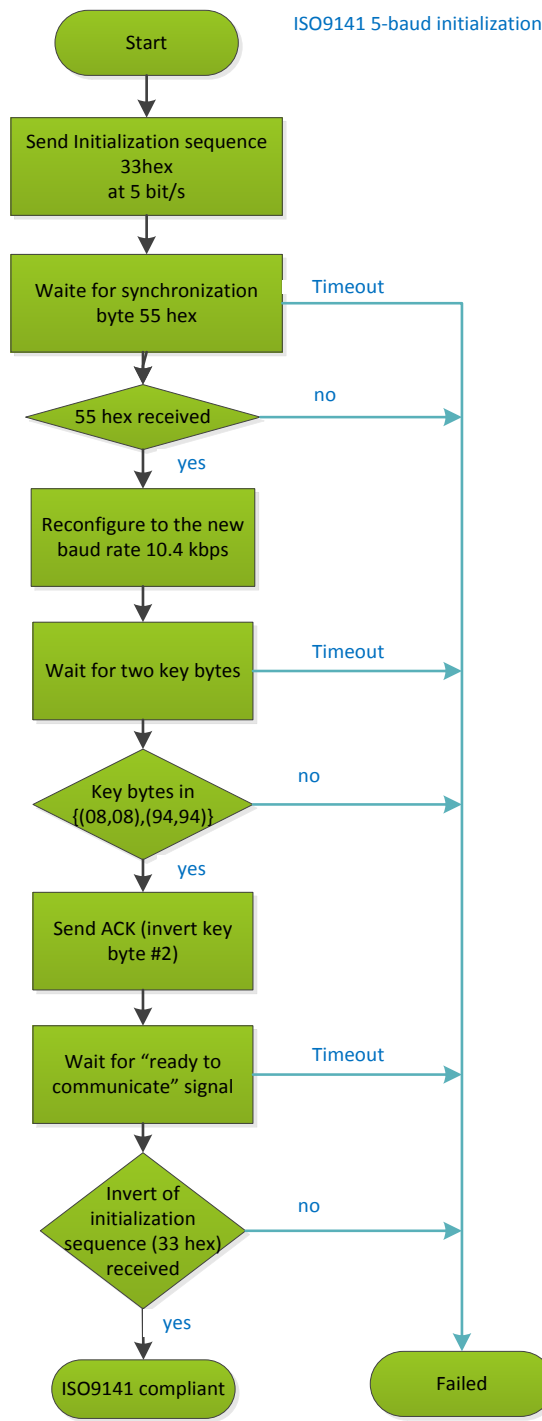 ISO9141 5-baud initialization
Start
Send Initialization sequence
33hex
at 5 bit/s
Waite for synchronization
byte 55 hex
Timeout
55 hex received
no
yes
Reconfigure to the new
baud rate 10.4 kbps
Wait for two key bytes
Timeout
Key bytes in
{(08,08),(94,94)}
no
yes
Send ACK (invert key
byte #2)
Wait for “ready to
communicate” signal
Timeout
Invert of
initialization
sequence (33 hex)
received
no
yes
ISO9141 compliant
Failed